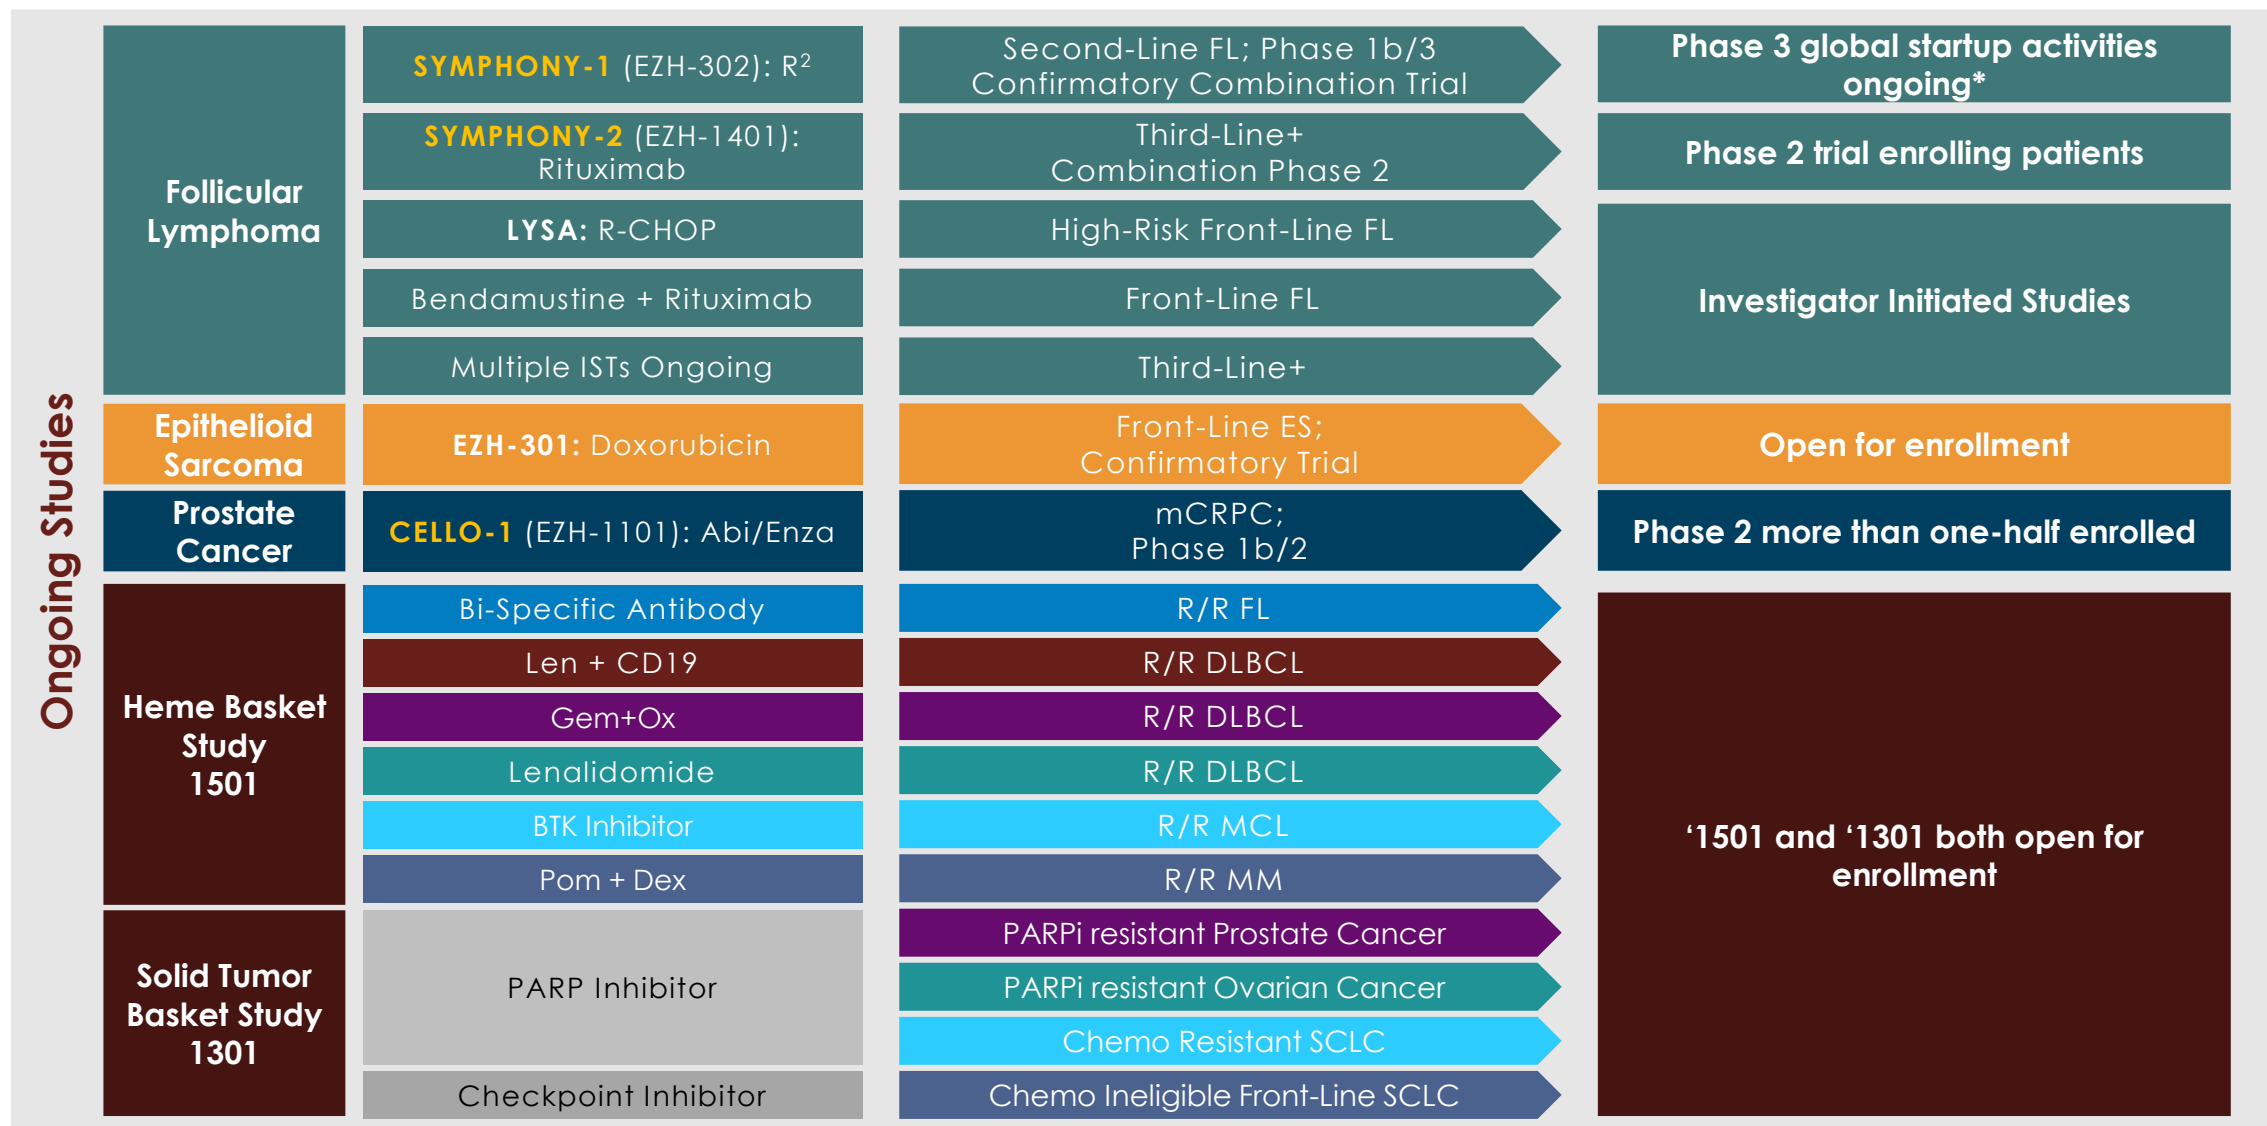 Ongoing Studies
Follicular
Lymphoma
SYMPHONY-1 (EZH-302): R²
Second-Line FL; Phase 1b/3
Confirmatory Combination Trial
Phase 3 global startup activities
ongoing*
SYMPHONY-2 (EZH-1401):
Rituximab
Third-Line+
Combination Phase 2
Phase 2 trial enrolling patients
LYSA: R-CHOP
High-Risk Front-Line FL
Bendamustine + Rituximab
Front-Line FL
Multiple ISTs Ongoing
Third-Line+
Investigator Initiated Studies
Epithelioid
Sarcoma
EZH-301: Doxorubicin
Front-Line ES;
Confirmatory Trial
Open for enrollment
Prostate
Cancer
CELLO-1 (EZH-1101): Abi/Enza
mCRPC;
Phase 1b/2
Phase 2 more than one-half enrolled
Heme Basket
Study
1501
Bi-Specific Antibody
R/R FL
Len + CD19
R/R DLBCL
Gem+Ox
R/R DLBCL
Lenalidomide
R/R DLBCL
BTK Inhibitor
R/R MCL
Pom + Dex
R/R MM
Solid Tumor
Basket Study
1301
PARP Inhibitor
PARPi resistant Prostate Cancer
PARPi resistant Ovarian Cancer
Chemo Resistant SCLC
Checkpoint Inhibitor
Chemo Ineligible Front-Line SCLC
‘1501 and ‘1301 both open for
enrollment